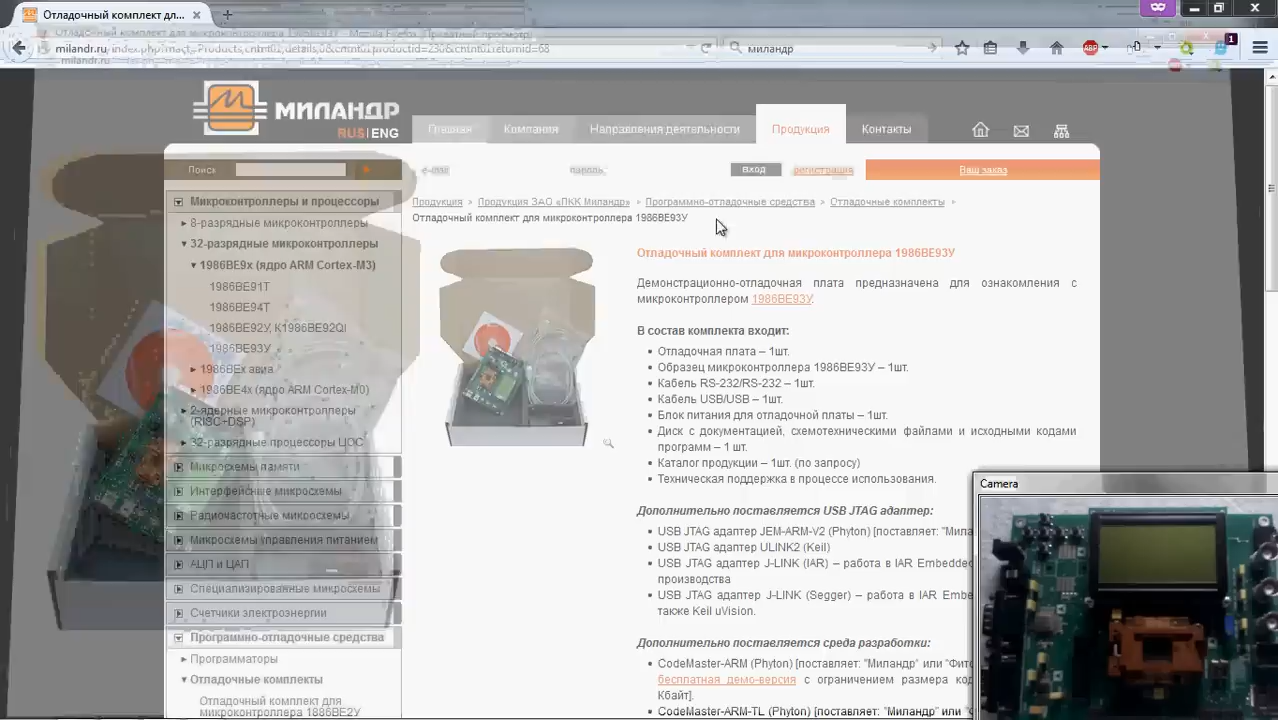 Отладочный комплект дл...
milandr.ru
миландр
ABP
1
МИЛАНДР
RUS|ENG
Главная
Компания
Направления деятельности
Продукция
Контакты
Поиск
e-mail
пароль
вход
регистрация
Ваш заказ
Микроконтроллеры и процессоры
8-разрядные микроконтроллеры
32-разрядные микроконтроллеры
1986ВЕ9х (ядро ARM Cortex-M3)
1986ВЕ91Т
1986ВЕ94Т
1986ВЕ92У, К1986ВЕ92QI
1986ВЕ93У
1986ВЕх авиа
1986ВЕ4х (ядро ARM Cortex-M0)
2-ядерные микроконтроллеры
(RISC+DSP)
32-разрядные процессоры ЦОС
Микросхемы памяти
Интерфейсные микросхемы
Радиочастотные микросхемы
Микросхемы управления питанием
АЦП и ЦАП
Специализированные микросхемы
Счетчики электроэнергии
Программно-отладочные средства
Программаторы
Отладочные комплекты
Отладочный комплект для
микроконтроллера 1886ВЕ2У
Продукция » Продукция ЗАО «ПКК Миландр» » Программно-отладочные средства » Отладочные комплекты »
Отладочный комплект для микроконтроллера 1986ВЕ93У
Отладочный комплект для микроконтроллера 1986ВЕ93У
Демонстрационно-отладочная плата предназначена для ознакомления с
микроконтроллером 1986ВЕ93У.
В состав комплекта входит:
Отладочная плата – 1шт.
Образец микроконтроллера 1986ВЕ93У – 1шт.
Кабель RS-232/RS-232 – 1шт.
Кабель USB/USB – 1шт.
Блок питания для отладочной платы – 1шт.
Диск с документацией, схемотехническими файлами и исходными кодами
программ – 1 шт.
Каталог продукции – 1шт. (по запросу)
Техническая поддержка в процессе использования.
Дополнительно поставляется USB JTAG адаптер:
USB JTAG адаптер JEM-ARM-V2 (Phyton) [поставляет: "Мила
USB JTAG адаптер ULINK2 (Keil)
USB JTAG адаптер J-LINK (IAR) – работа в IAR Embedded
производства
USB JTAG адаптер J-LINK (Segger) – работа в IAR Embe
также Keil uVision.
Дополнительно поставляется среда разработки:
CodeMaster-ARM (Phyton) [поставляет: "Миландр" или "Фито
бесплатная демо-версия с ограничением размера код
Кбайт].
CodeMaster-ARM-TL (Phyton) [поставляет: "Миландр" или "
Camera